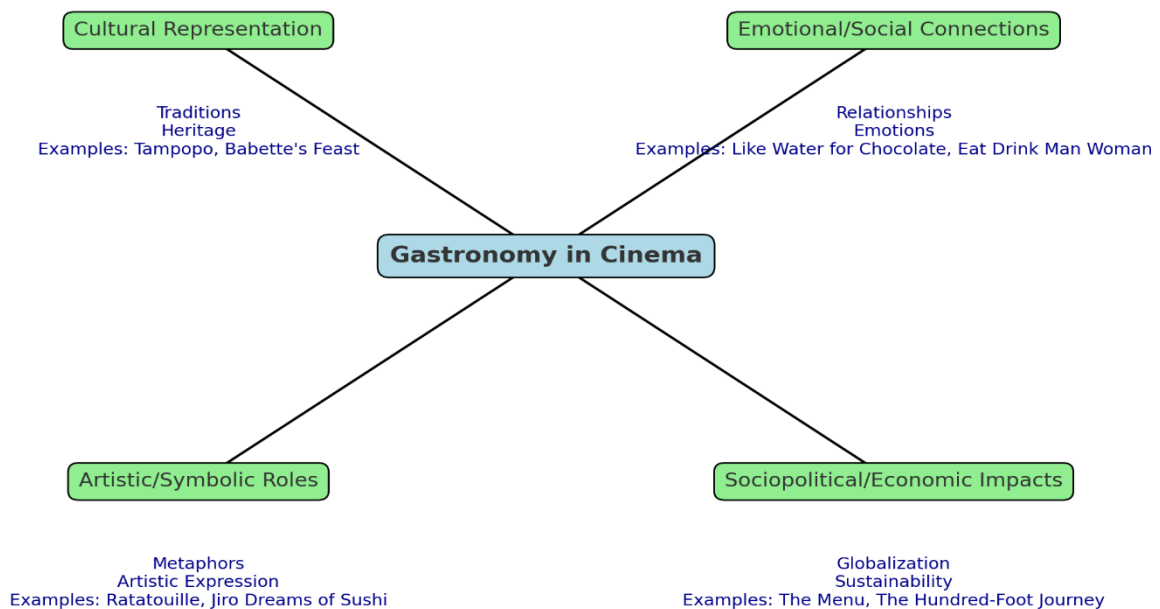 Cultural Representation
Traditions
Heritage
Examples: Tampopo, Babette's Feast
Emotional/Social Connections
Relationships
Emotions
Examples: Like Water for Chocolate, Eat Drink Man Woman
Gastronomy in Cinema
Artistic/Symbolic Roles
Metaphors
Artistic Expression
Examples: Ratatouille, Jiro Dreams of Sushi
Sociopolitical/Economic Impacts
Globalization
Sustainability
Examples: The Menu, The Hundred-Foot Journey